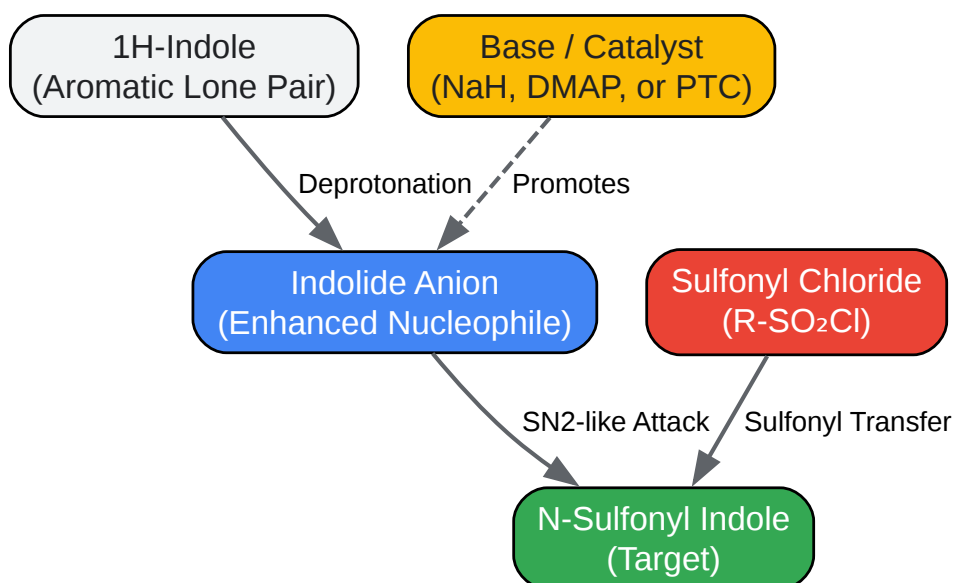 1H-Indole
(Aromatic Lone Pair)
Base / Catalyst
(NaH, DMAP, or PTC)
Deprotonation
Promotes
Indolide Anion
(Enhanced Nucleophile)
Sulfonyl Chloride
(R-SO₂Cl)
SN2-like Attack
Sulfonyl Transfer
N-Sulfonyl Indole
(Target)